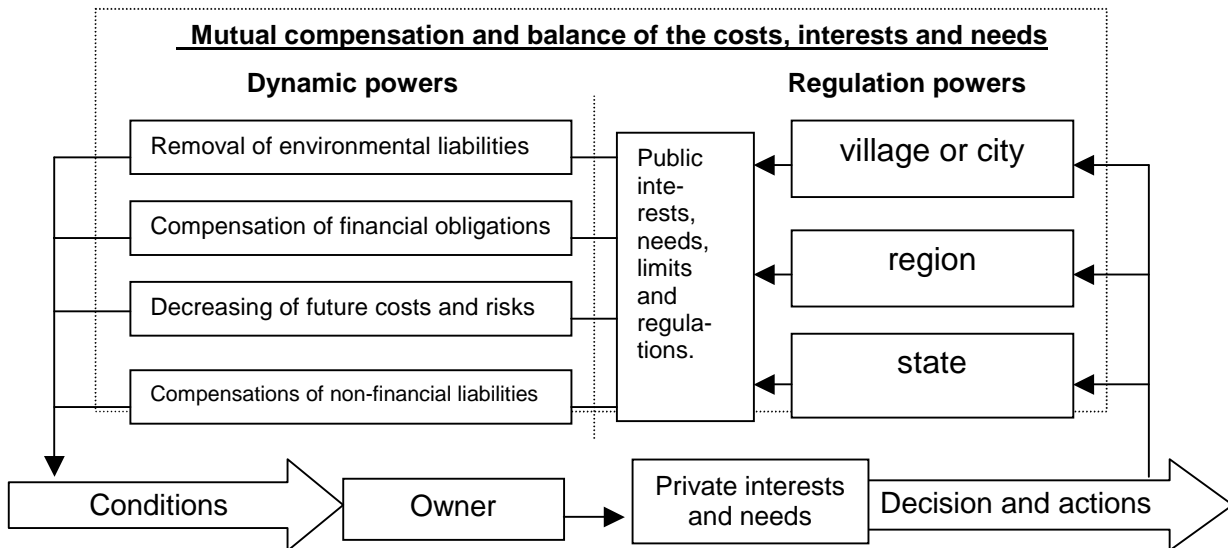 Mutual compensation and balance of the costs, interests and needs
Dynamic powers
Regulation powers
Removal of environmental liabilities
Compensation of financial obligations
Decreasing of future costs and risks
Compensations of non-financial liabilities
Public
inte-
rests,
needs,
limits
and
regula-
tions.
village or city
region
state
Conditions
Owner
Private interests
and needs
Decision and actions